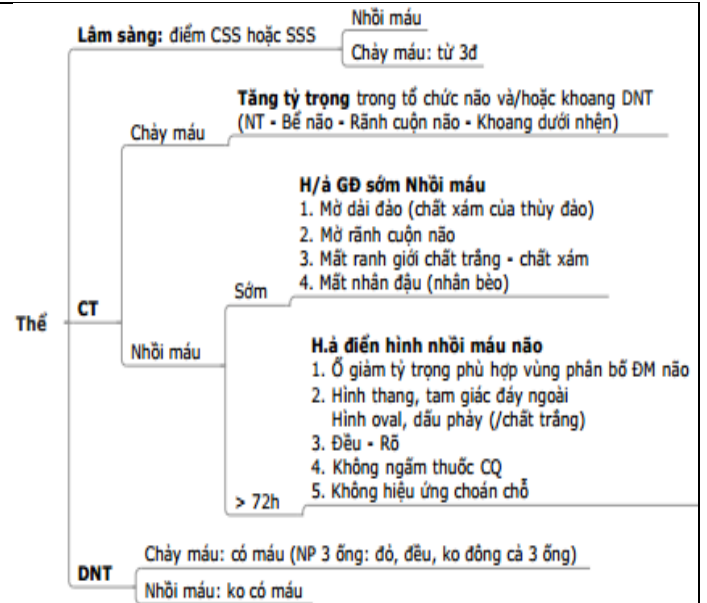 Thể
Lâm sàng: điểm CSS hoặc SSS
Nhồi máu
Chảy máu: từ 3đ
CT
Chảy máu
Tăng tỷ trọng trong tổ chức não và/hoặc khoang DNT
(NT - Bể não - Rãnh cuộn não - Khoang dưới nhện)
Nhồi máu
Sớm
H/ả GĐ sớm Nhồi máu
1. Mờ dải đảo (chất xám của thùy đảo)
2. Mờ rãnh cuộn não
3. Mất ranh giới chất trắng - chất xám
4. Mất nhân đậu (nhân bèo)
> 72h
H.ả điển hình nhồi máu não
1. Ổ giảm tỷ trọng phù hợp vùng phân bố ĐM não
2. Hình thang, tam giác đáy ngoài
Hình oval, dấu phảy (/chất trắng)
3. Đều - Rõ
4. Không ngấm thuốc CQ
5. Không hiệu ứng choán chỗ
DNT
Chảy máu: có máu (NP 3 ống: đỏ, đều, ko đông cả 3 ống)
Nhồi máu: ko có máu